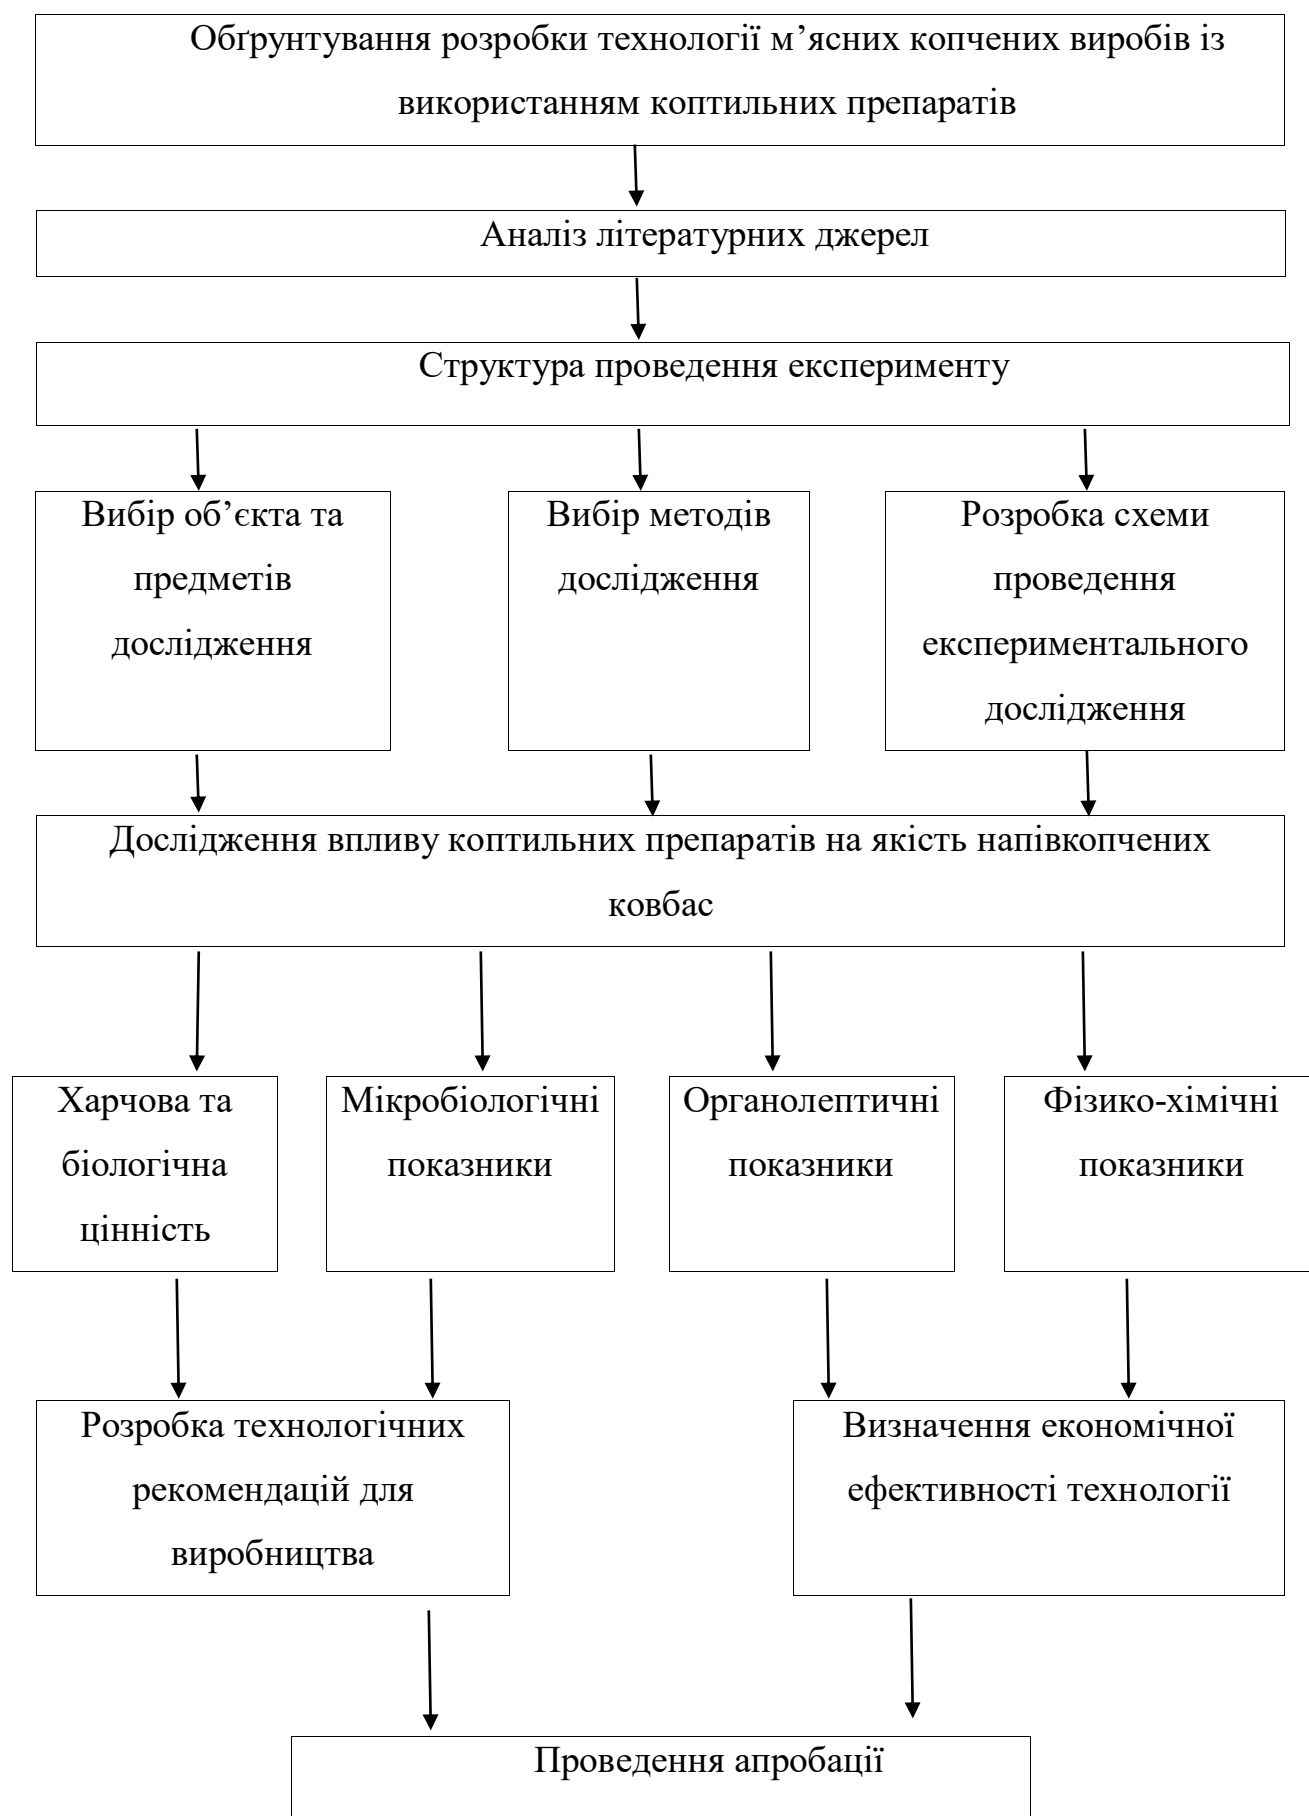 Обґрунтування розробки технології м’ясних копчених виробів із
використанням коптильних препаратів
Аналіз літературних джерел
Структура проведення експерименту
Вибір об’єкта та
предметів
дослідження
Вибір методів
дослідження
Розробка схеми
проведення
експериментального
дослідження
Дослідження впливу коптильних препаратів на якість напівкопчених
ковбас
Харчова та
біологічна
цінність
Мікробіологічні
показники
Органолептичні
показники
Фізико-хімічні
показники
Розробка технологічних
рекомендацій для
виробництва
Визначення економічної
ефективності технології
Проведення апробації